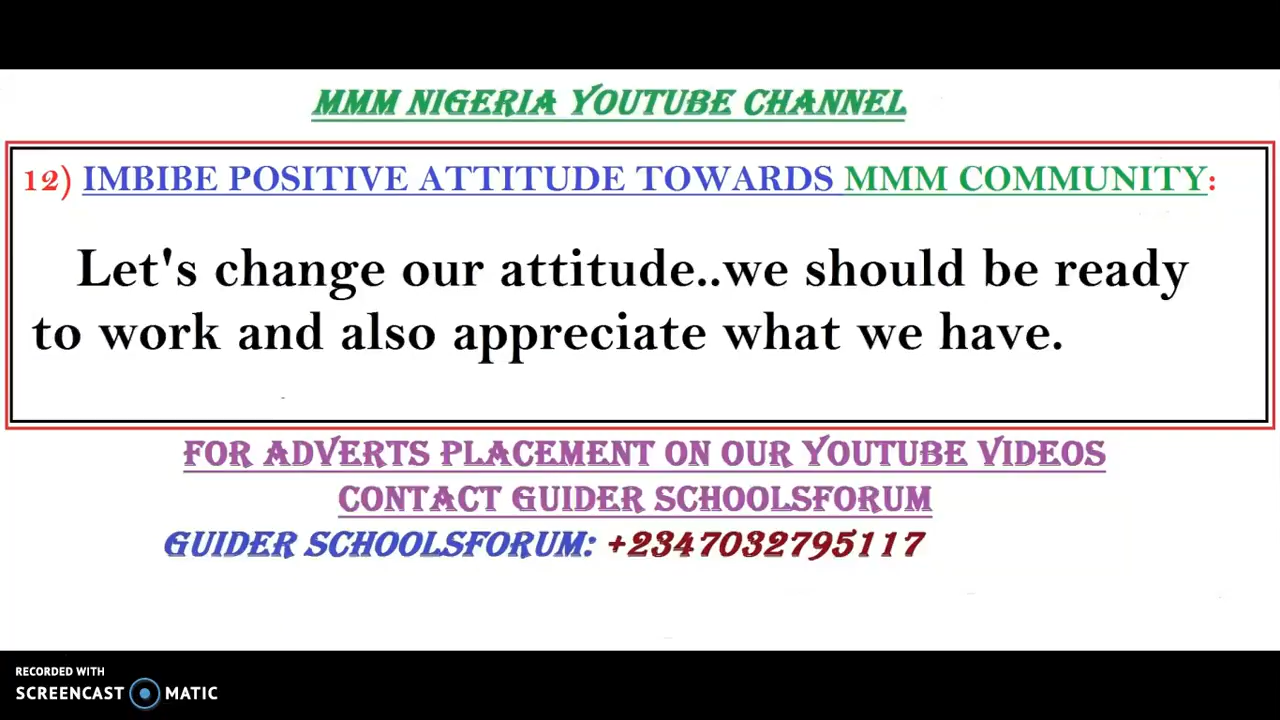 MMM NIGERIA YOUTUBE CHANNEL
12) IMBIBE POSITIVE ATTITUDE TOWARDS MMM COMMUNITY:
Let's change our attitude..we should be ready
to work and also appreciate what we have.
FOR ADVERTS PLACEMENT ON OUR YOUTUBE VIDEOS
CONTACT GUIDER SCHOOLSFORUM
GUIDER SCHOOLSFORUM: +2347032795117
RECORDED WITH
SCREENCAST MATIC